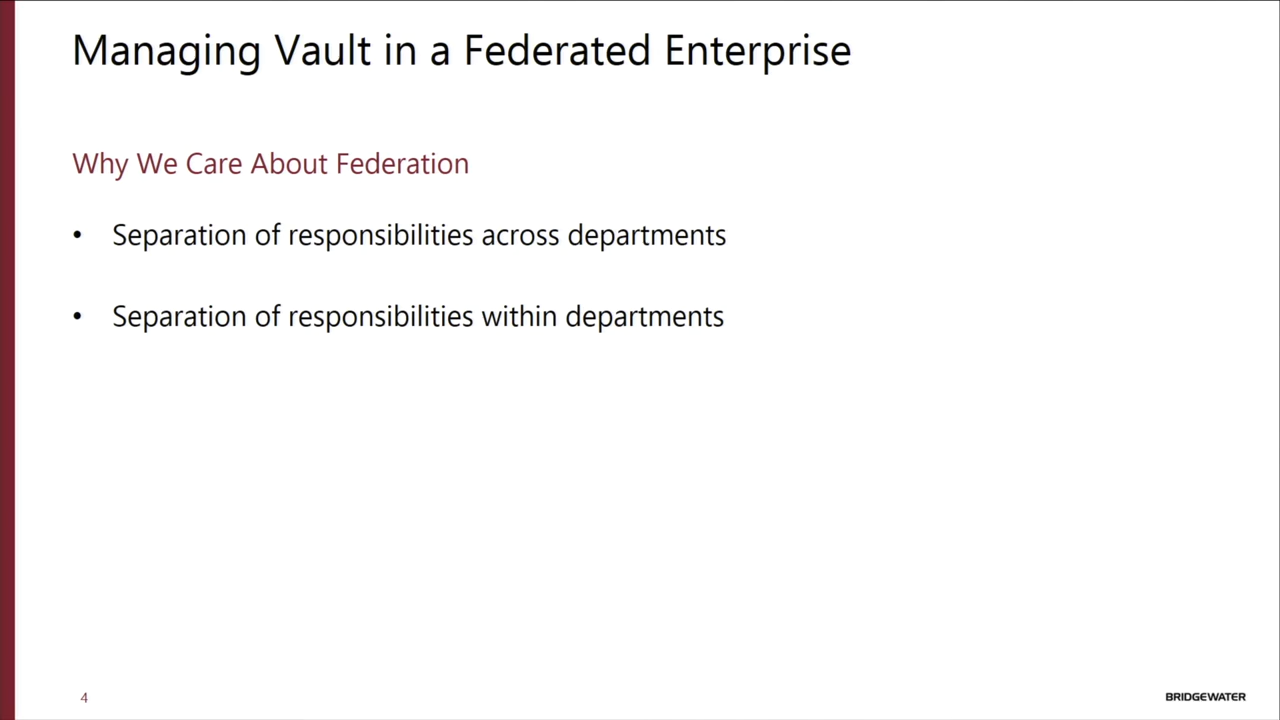 Managing Vault in a Federated Enterprise
Why We Care About Federation
• Separation of responsibilities across departments
• Separation of responsibilities within departments
4
BRIDGEWATER